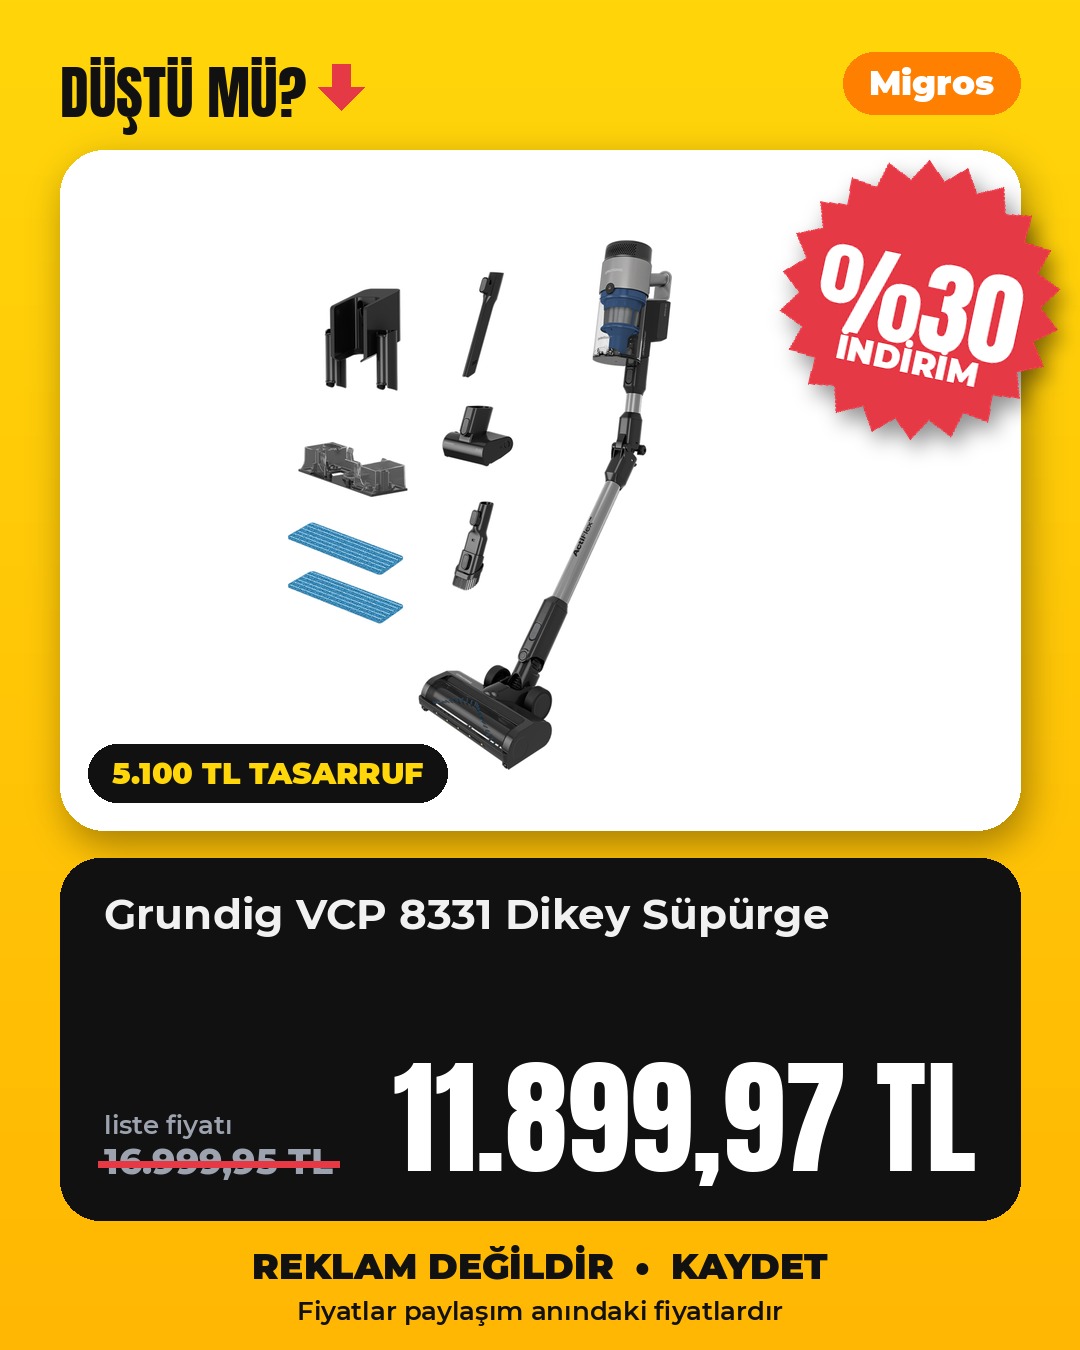 DÜŞTÜ MÜ?
Migros
%30
İNDİRİM
ActiFlex™
5.100 TL TASARRUF
Grundig VCP 8331 Dikey Süpürge
liste fiyatı
16.999,95 TL
11.899,97 TL
REKLAM DEĞİLDİR • KAYDET
Fiyatlar paylaşım anındaki fiyatlardır